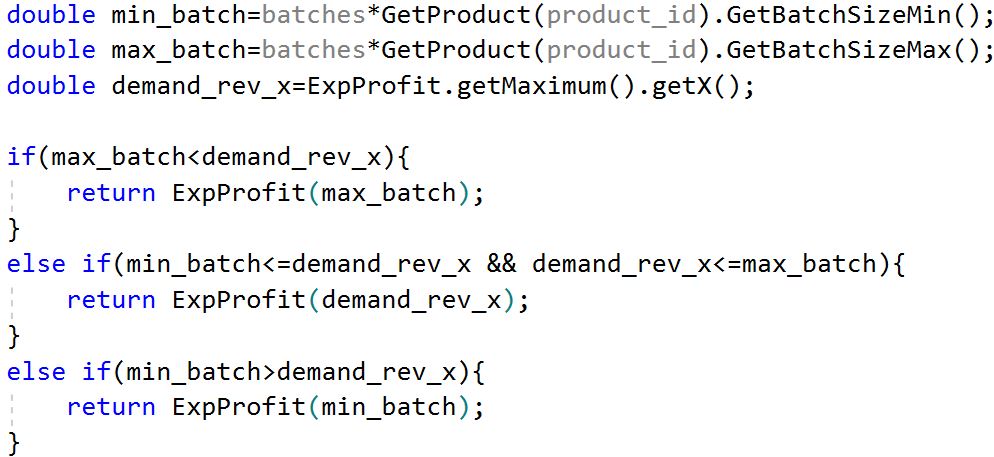 double min_batch=batches*GetProduct(product_id).GetBatchSizeMin();
double max_batch=batches*GetProduct(product_id).GetBatchSizeMax();
double demand_rev_x=ExpProfit.getMaximum().getX();

if(max_batch<demand_rev_x){
    return ExpProfit(max_batch);
}
else if(min_batch<=demand_rev_x && demand_rev_x<=max_batch){
    return ExpProfit(demand_rev_x);
}
else if(min_batch>demand_rev_x){
    return ExpProfit(min_batch);
}